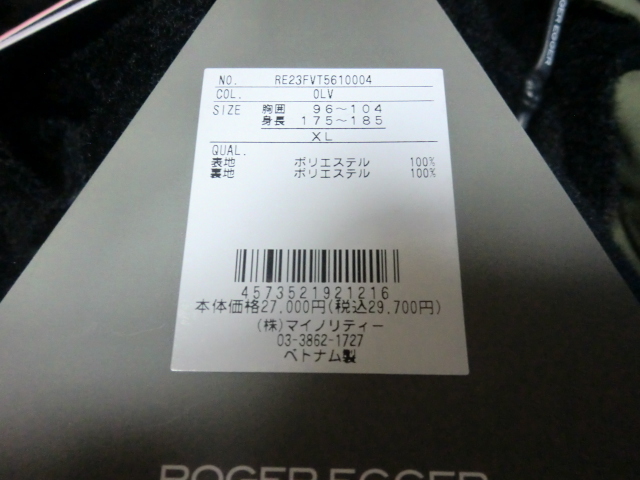 NO. RE23FVT5610004
COL. OLV
SIZE 胸囲 96～104
身長 175～185
XL
QUAL.
表地 ポリエステル 100%
裏地 ポリエステル 100%
4573521921216
本体価格27,000円(税込29,700円)
(株)マイノリティー
03-3862-1727
ベトナム製
ROGER EGGER